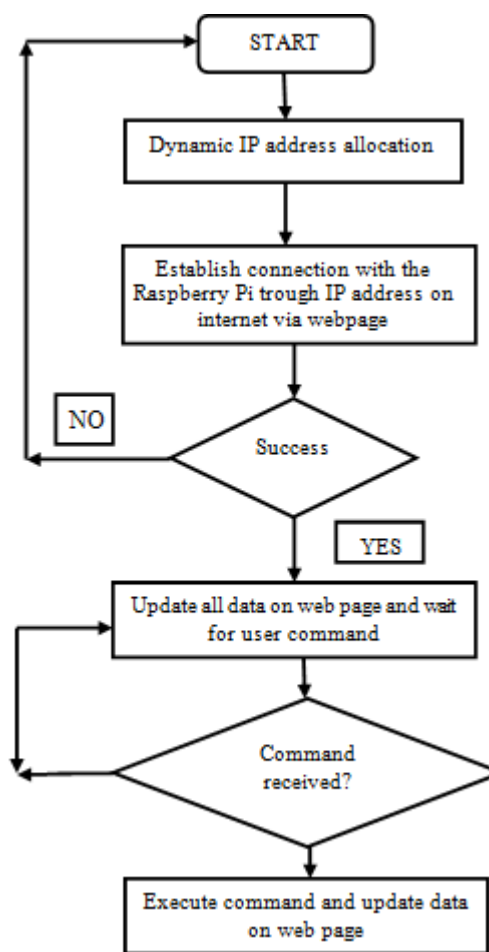 START
Dynamic IP address allocation
Establish connection with the
Raspberry Pi trough IP address on
internet via webpage
NO
Success
YES
Update all data on web page and wait
for user command
Command
received?
Execute command and update data
on web page